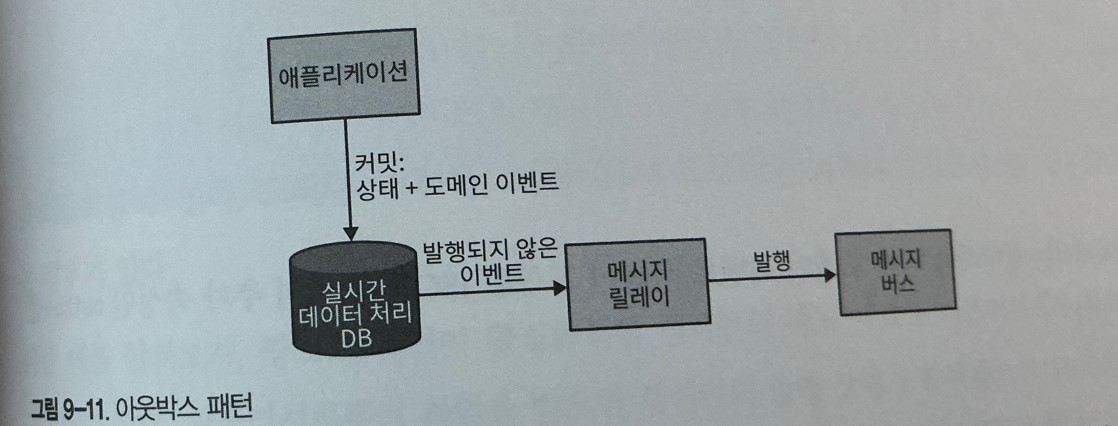 애플리케이션
커밋:
상태 + 도메인 이벤트
실시간
데이터 처리
DB
발행되지 않은
이벤트
메시지
릴레이
발행
메시지
버스
그림 9-11. 아웃박스 패턴